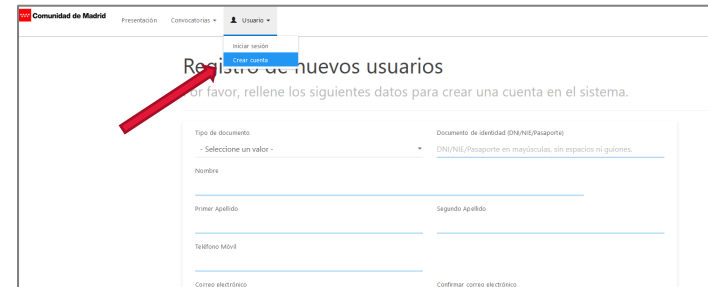 Comunidad de Madrid
Presentación Convocatorias Usuario
Iniciar sesión
Crear cuenta
Registro de nuevos usuarios
Por favor, rellene los siguientes datos para crear una cuenta en el sistema.
Tipo de documento Documento de identidad (DNI/NIE/Pasaporte)
- Seleccione un valor - DNI/NIE/Pasaporte en mayúsculas, sin espacios ni guiones.
Nombre
Primer Apellido Segundo Apellido
Teléfono Móvil
Correo electrónico Confirmar correo electrónico